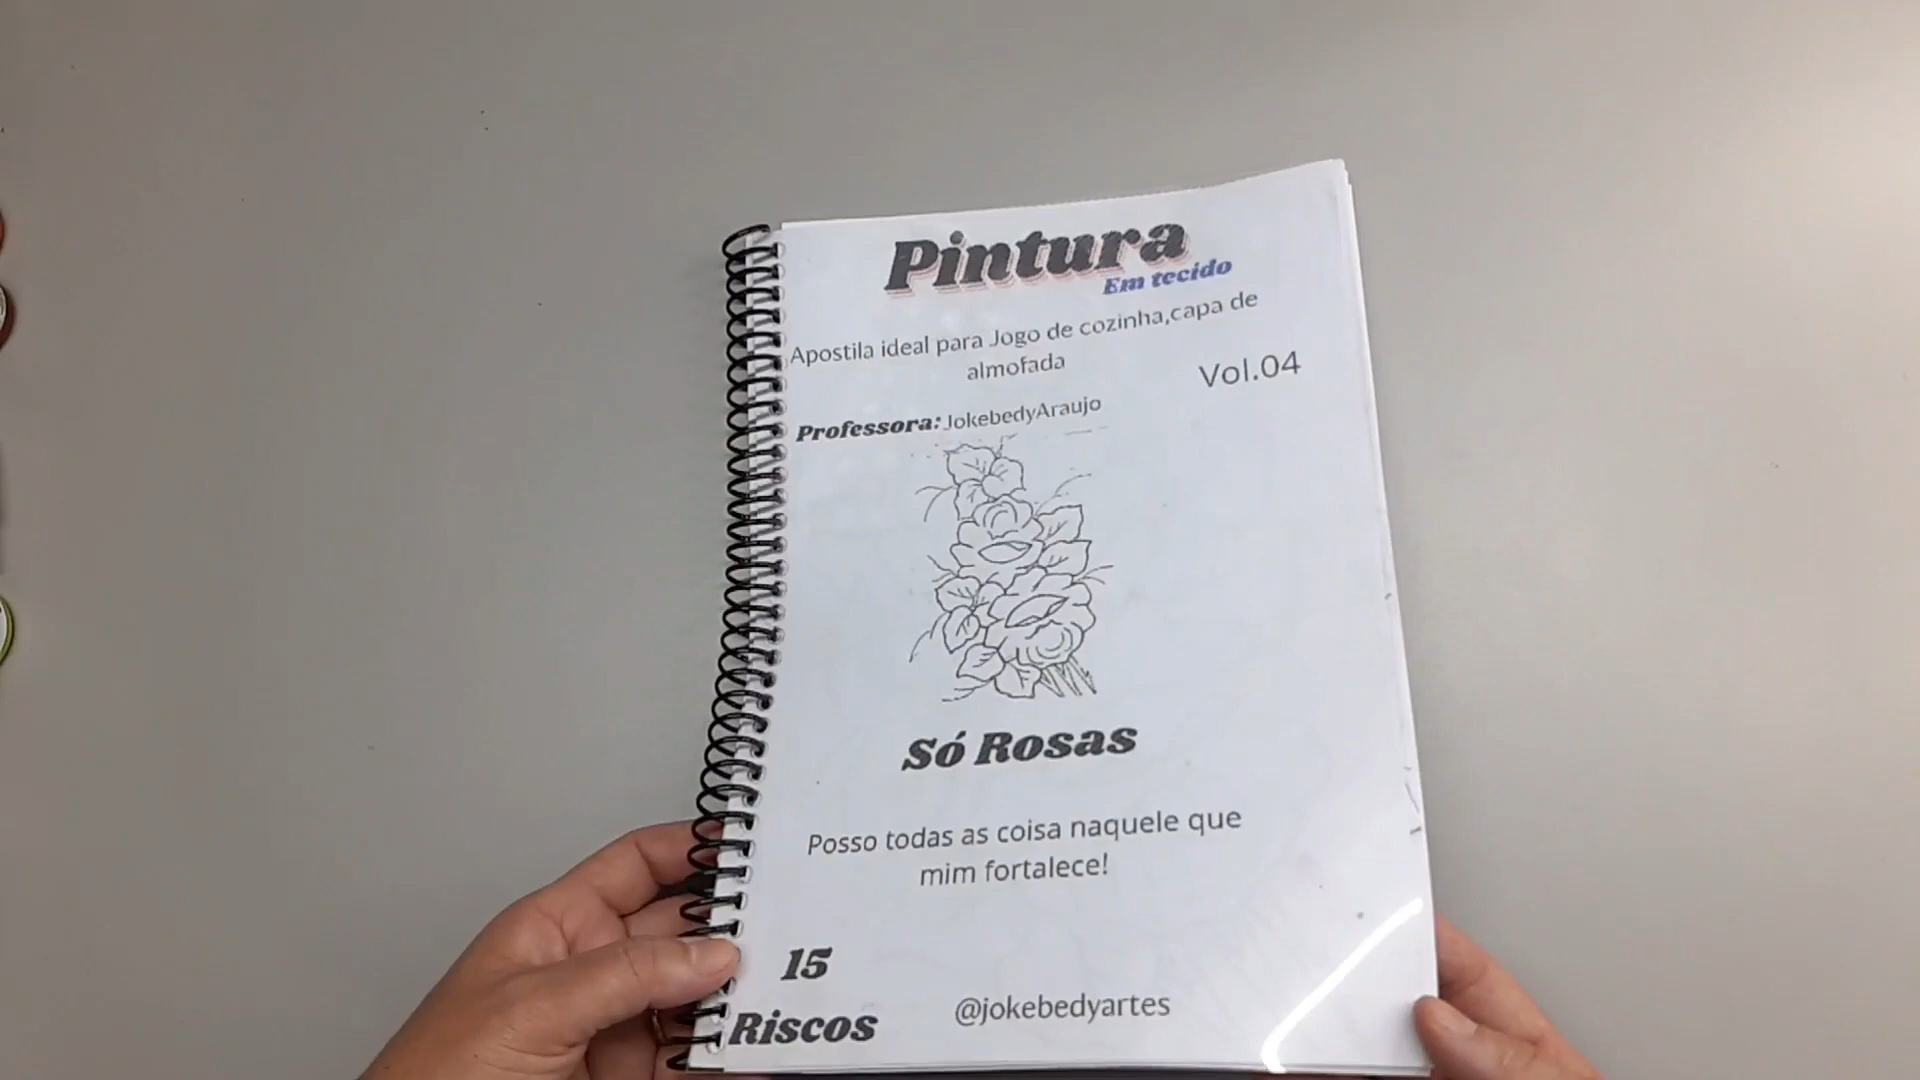 Pintura
Em tecido
Apostila ideal para Jogo de cozinha,capa de
almofada
Vol.04
Professora: JokebedyAraujo
Só Rosas
Posso todas as coisa naquele que
mim fortalece!
15
Riscos
@jokebedyartes